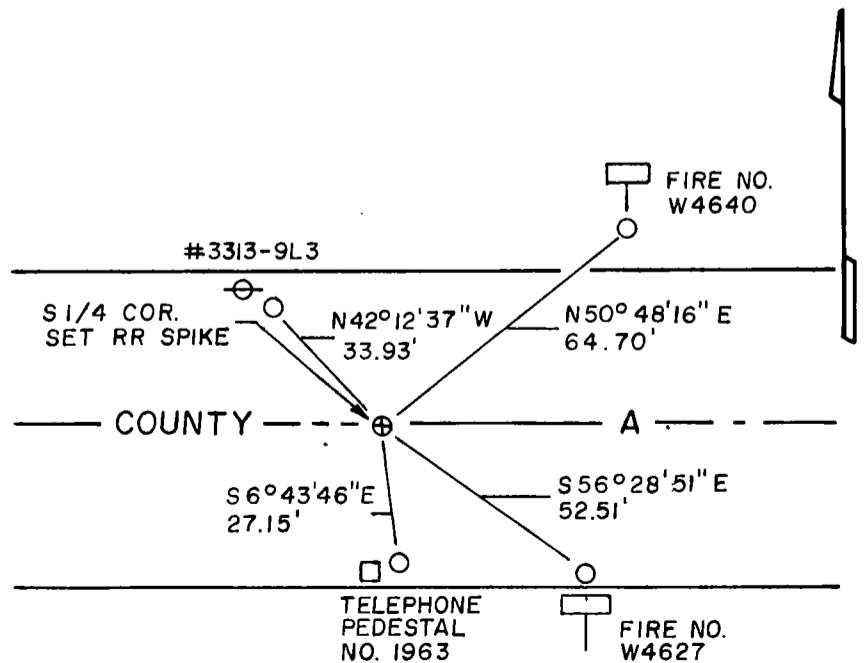 FIRE NO.
W4640
#3313-9L3
S 1/4 COR.
SET RR SPIKE
N42°12'37"W
33.93'
N50°48'16"E
64.70'
COUNTY A
S6°43'46"E
27.15'
S56°28'51"E
52.51'
TELEPHONE
PEDESTAL
NO. 1963
FIRE NO.
W4627